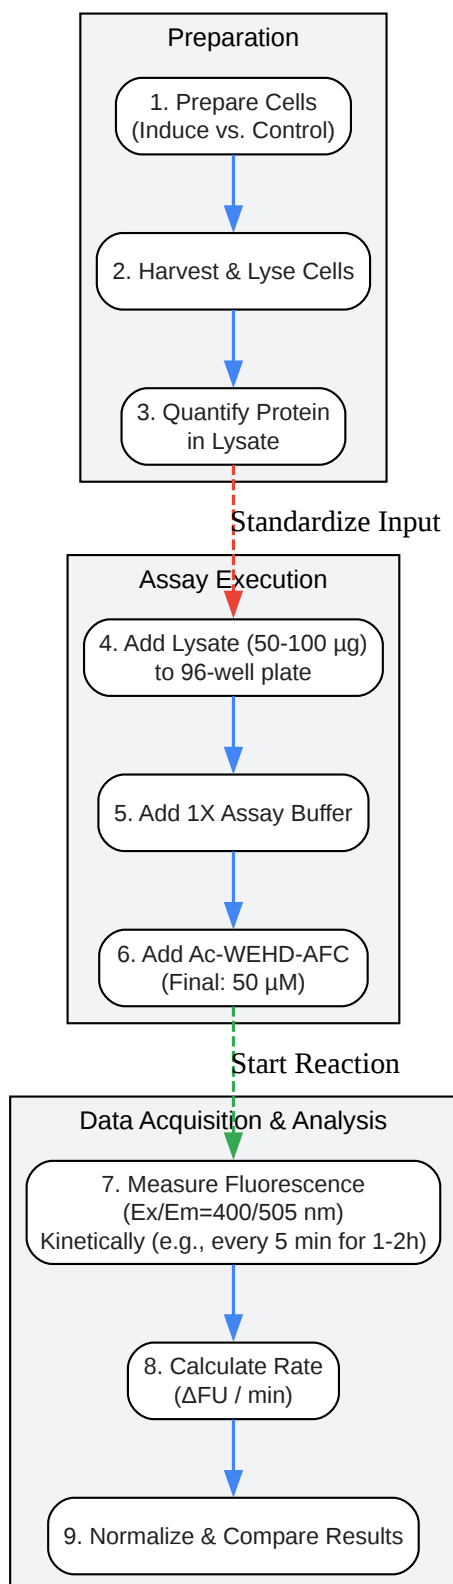 Preparation
1. Prepare Cells
(Induce vs. Control)
2. Harvest & Lyse Cells
3. Quantify Protein
in Lysate
Standardize Input
Assay Execution
4. Add Lysate (50-100 µg)
to 96-well plate
5. Add 1X Assay Buffer
6. Add Ac-WEHD-AFC
(Final: 50 µM)
Start Reaction
Data Acquisition & Analysis
7. Measure Fluorescence
(Ex/Em=400/505 nm)
Kinetically (e.g., every 5 min for 1-2h)
8. Calculate Rate
(ΔFU / min)
9. Normalize & Compare Results